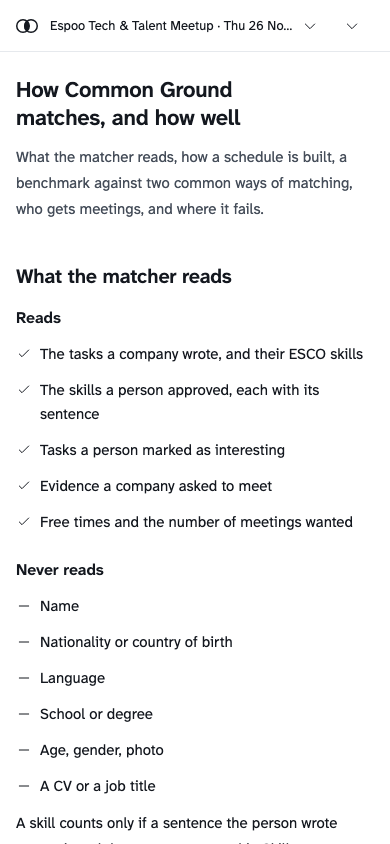 Espoo Tech & Talent Meetup · Thu 26 No...
How Common Ground
matches, and how well
What the matcher reads, how a schedule is built, a
benchmark against two common ways of matching,
who gets meetings, and where it fails.
What the matcher reads
Reads
The tasks a company wrote, and their ESCO skills
The skills a person approved, each with its
sentence
Tasks a person marked as interesting
Evidence a company asked to meet
Free times and the number of meetings wanted
Never reads
Name
Nationality or country of birth
Language
School or degree
Age, gender, photo
A CV or a job title
A skill counts only if a sentence the person wrote